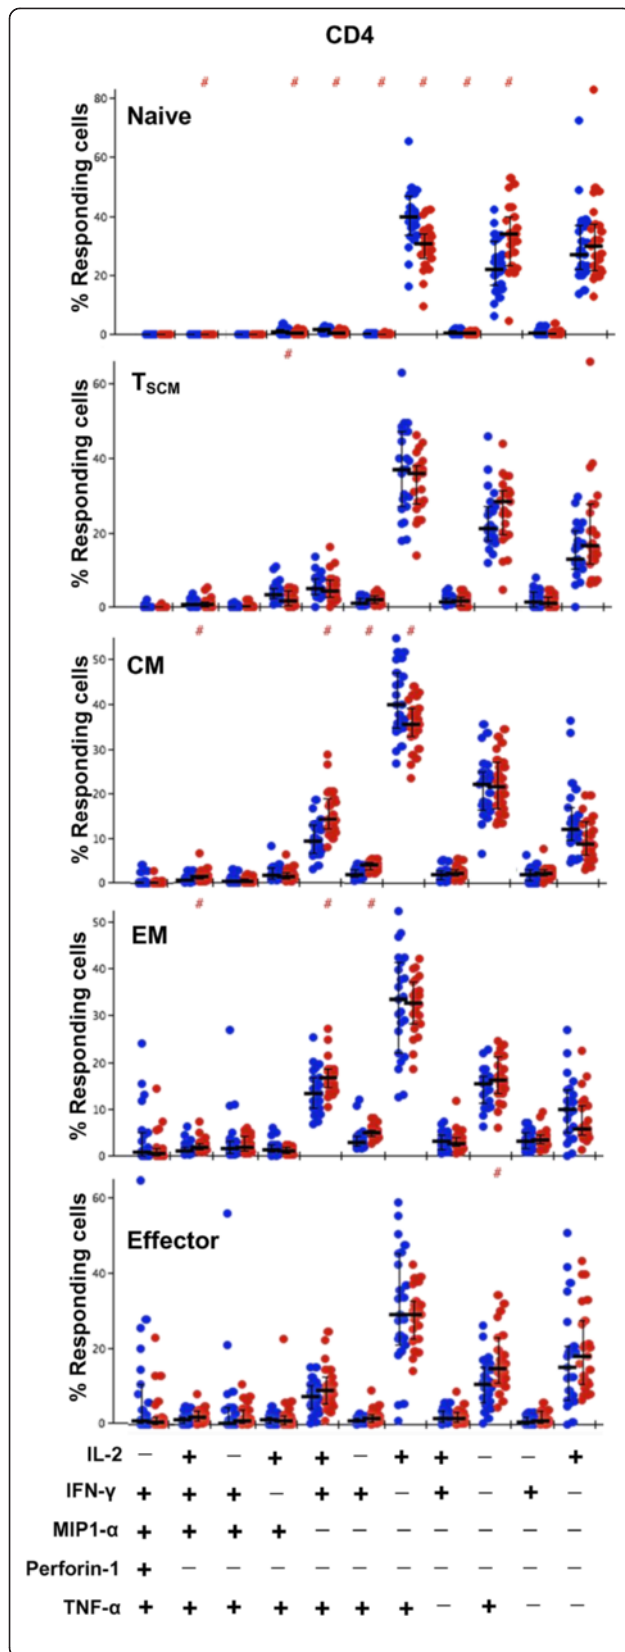 CD4
# # # # # # #
80
Naive
60
% Responding cells
40
20
0
#
60
T_SCM
% Responding cells
40
20
0
# # # #
50
CM
40
% Responding cells
30
20
10
0
# # #
50
EM
40
% Responding cells
30
20
10
0
#
60
Effector
% Responding cells
40
20
0
IL-2 − + − + + − + + − − +
IFN-γ + + + − + + − + − + −
MIP1-α + + + + − − − − − − −
Perforin-1 + − − − − − − − − − −
TNF-α + + + + + + + − + − −